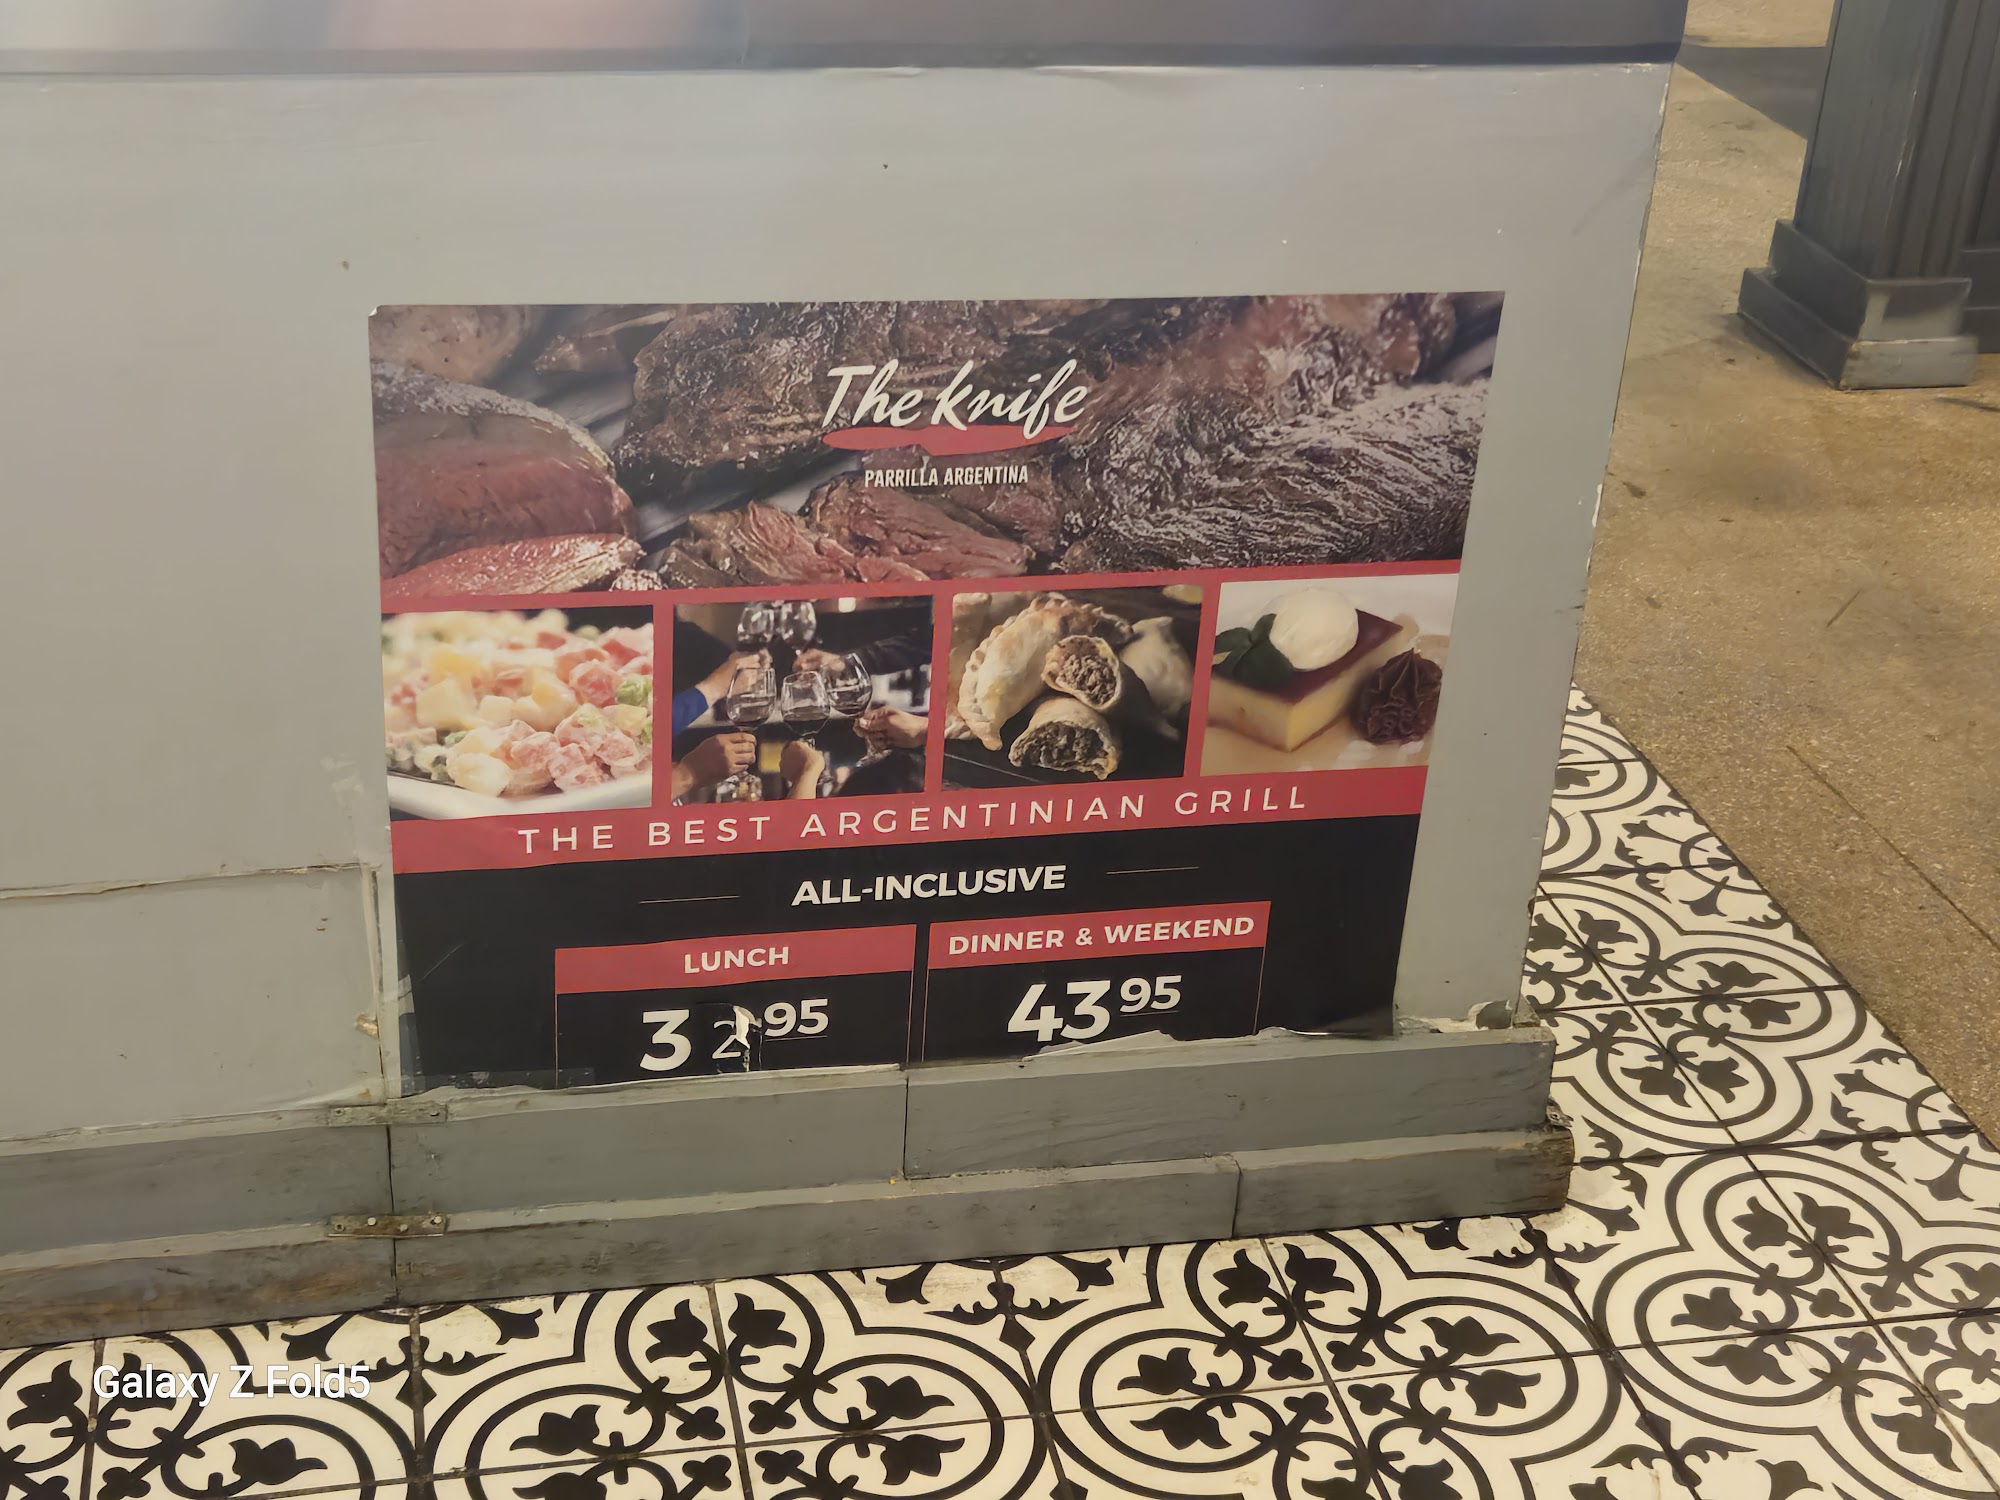 The knife
PARRILLA ARGENTINA
THE BEST ARGENTINIAN GRILL
ALL-INCLUSIVE
LUNCH
3 95
DINNER & WEEKEND
43 95
Galaxy Z Fold5